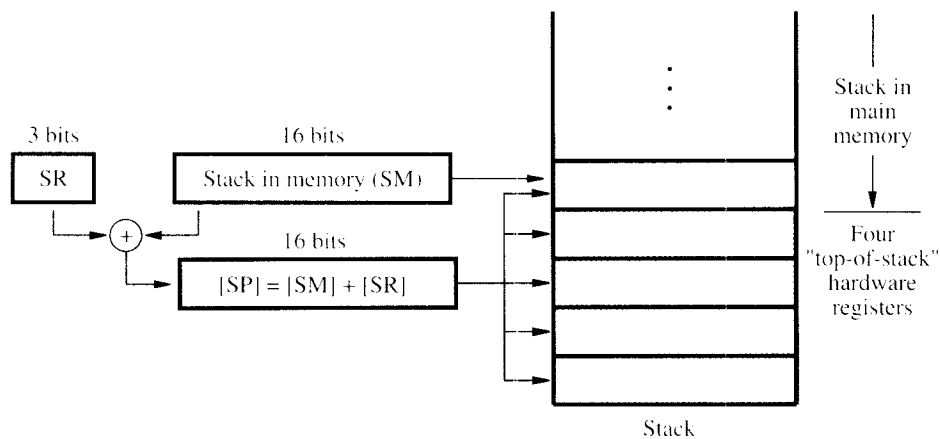 Stack in
main
memory
3 bits
16 bits
SR
Stack in memory (SM)
+
16 bits
[SP] = [SM] + [SR]
Four
"top-of-stack"
hardware
registers
Stack